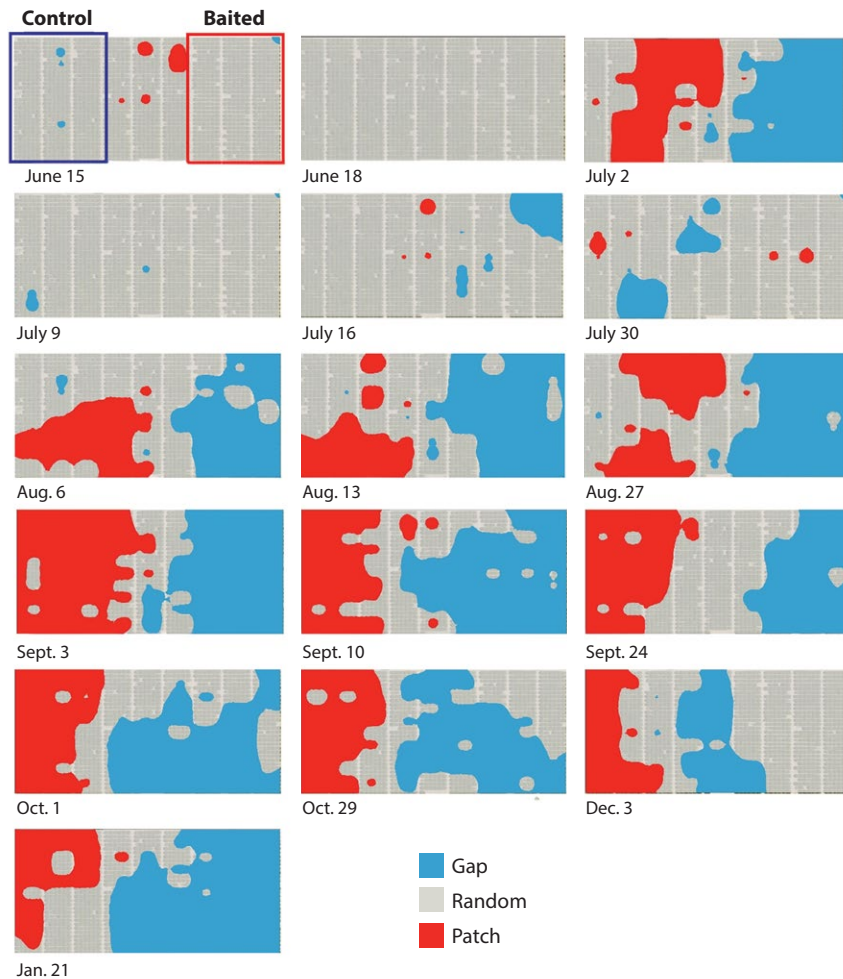 Control Baited
June 15 June 18 July 2
July 9 July 16 July 30
Aug. 6 Aug. 13 Aug. 27
Sept. 3 Sept. 10 Sept. 24
Oct. 1 Oct. 29 Dec. 3
Gap
Random
Patch
Jan. 21